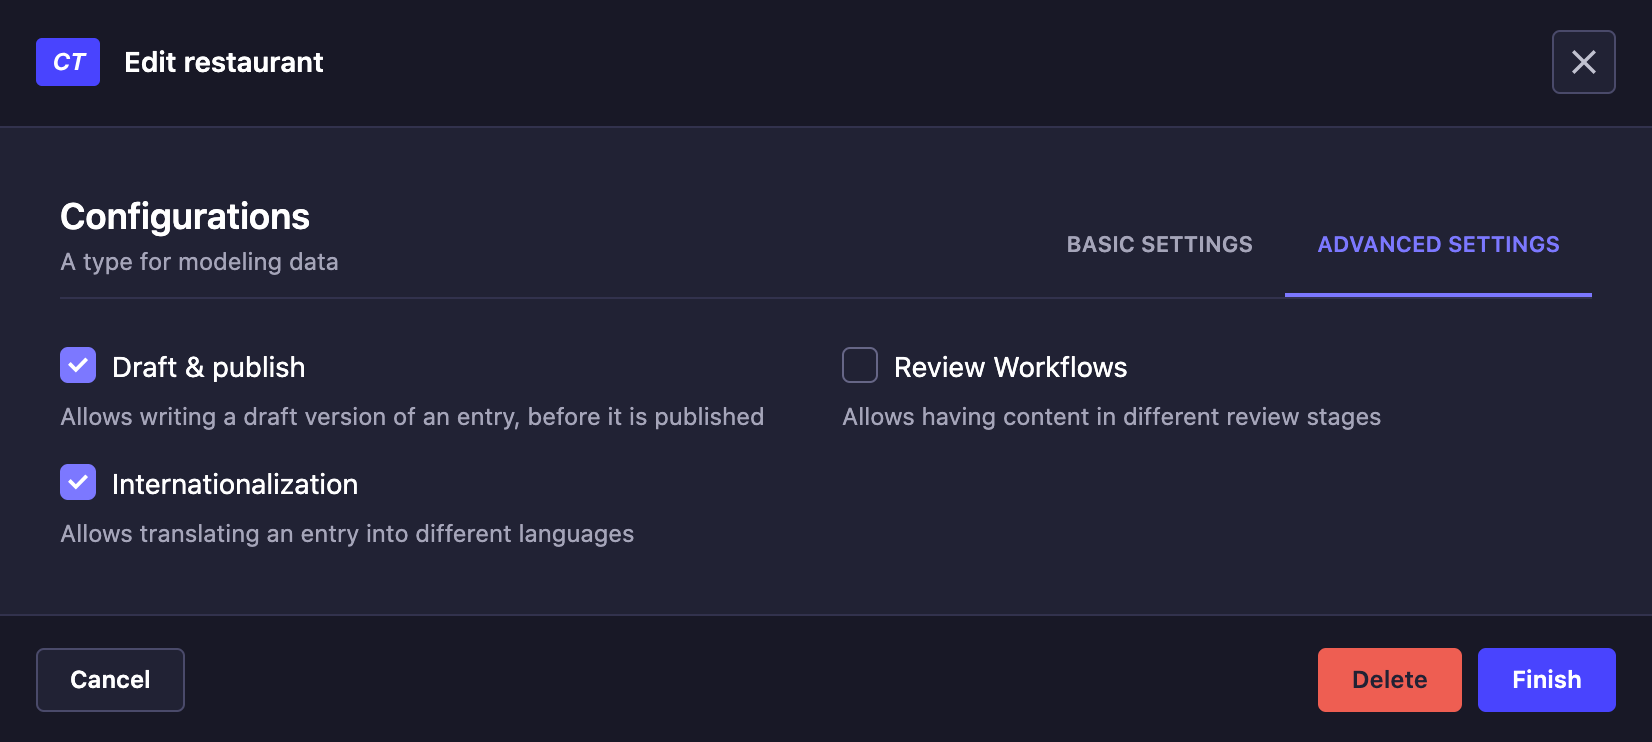 CT
Edit restaurant
Configurations
A type for modeling data
BASIC SETTINGS
ADVANCED SETTINGS
Draft & publish
Allows writing a draft version of an entry, before it is published
Review Workflows
Allows having content in different review stages
Internationalization
Allows translating an entry into different languages
Cancel
Delete
Finish